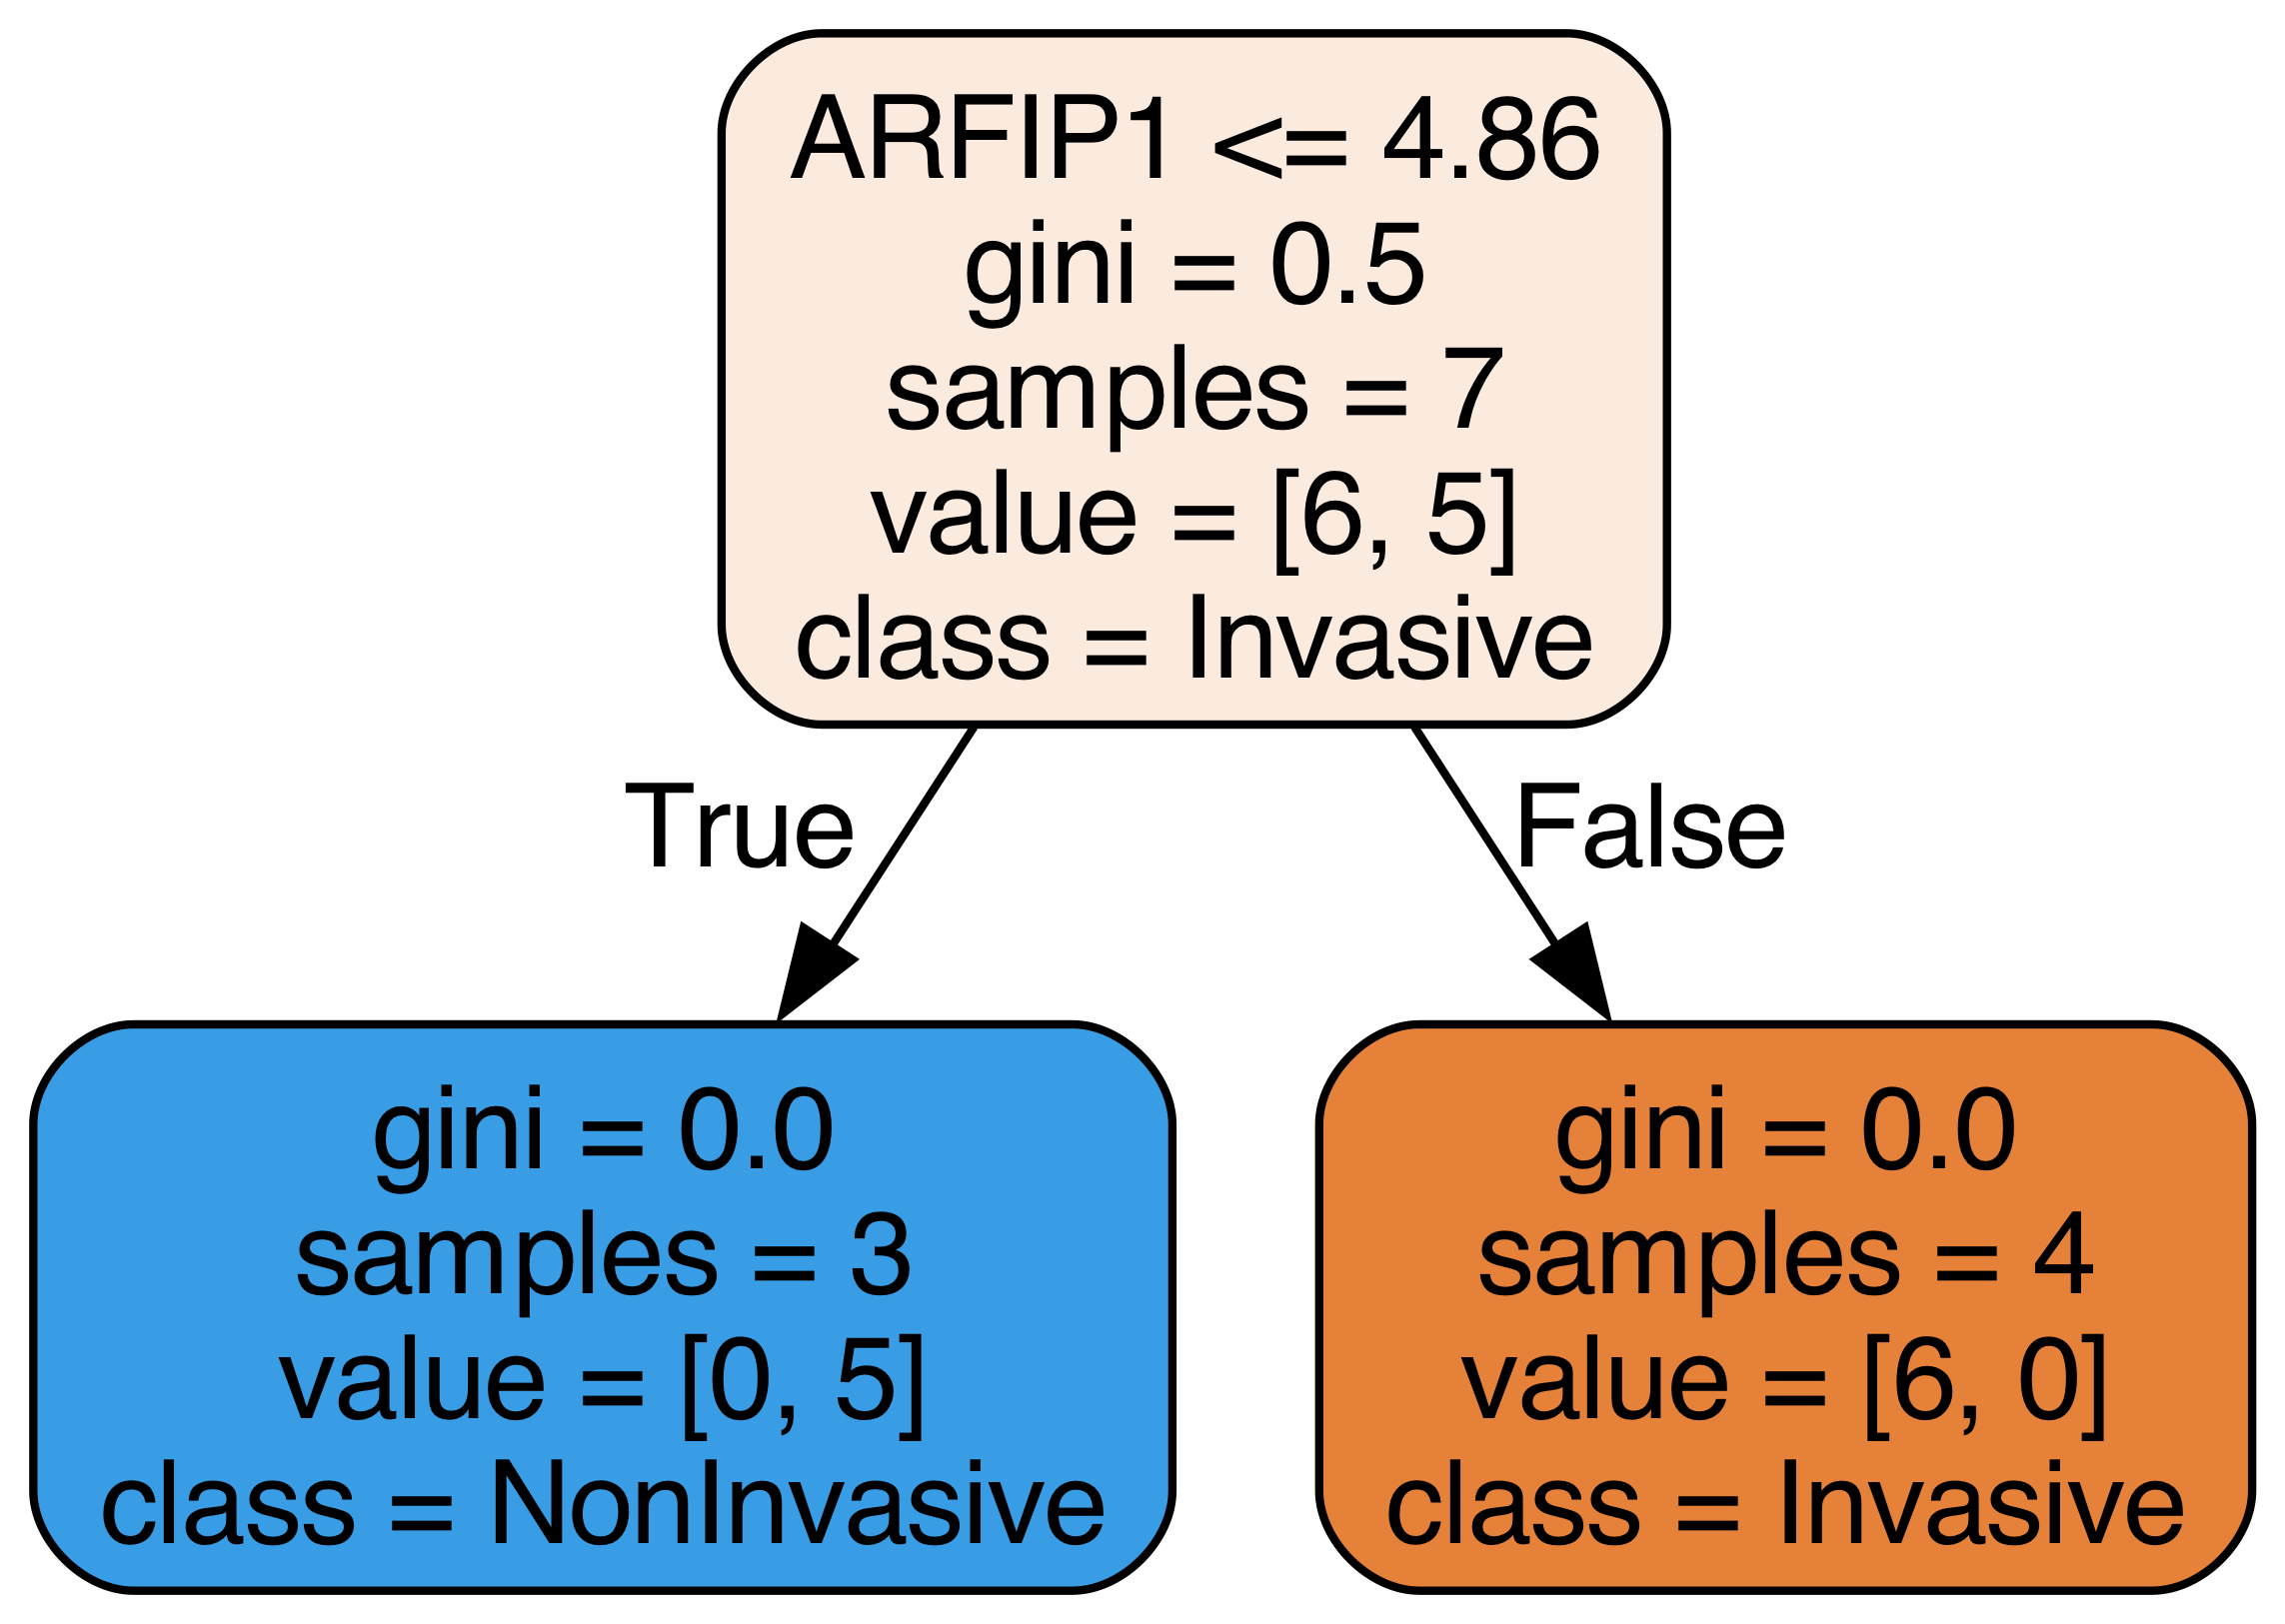 ARFIP1 <= 4.86
gini = 0.5
samples = 7
value = [6, 5]
class = Invasive
True
False
gini = 0.0
samples = 3
value = [0, 5]
class = NonInvasive
gini = 0.0
samples = 4
value = [6, 0]
class = Invasive